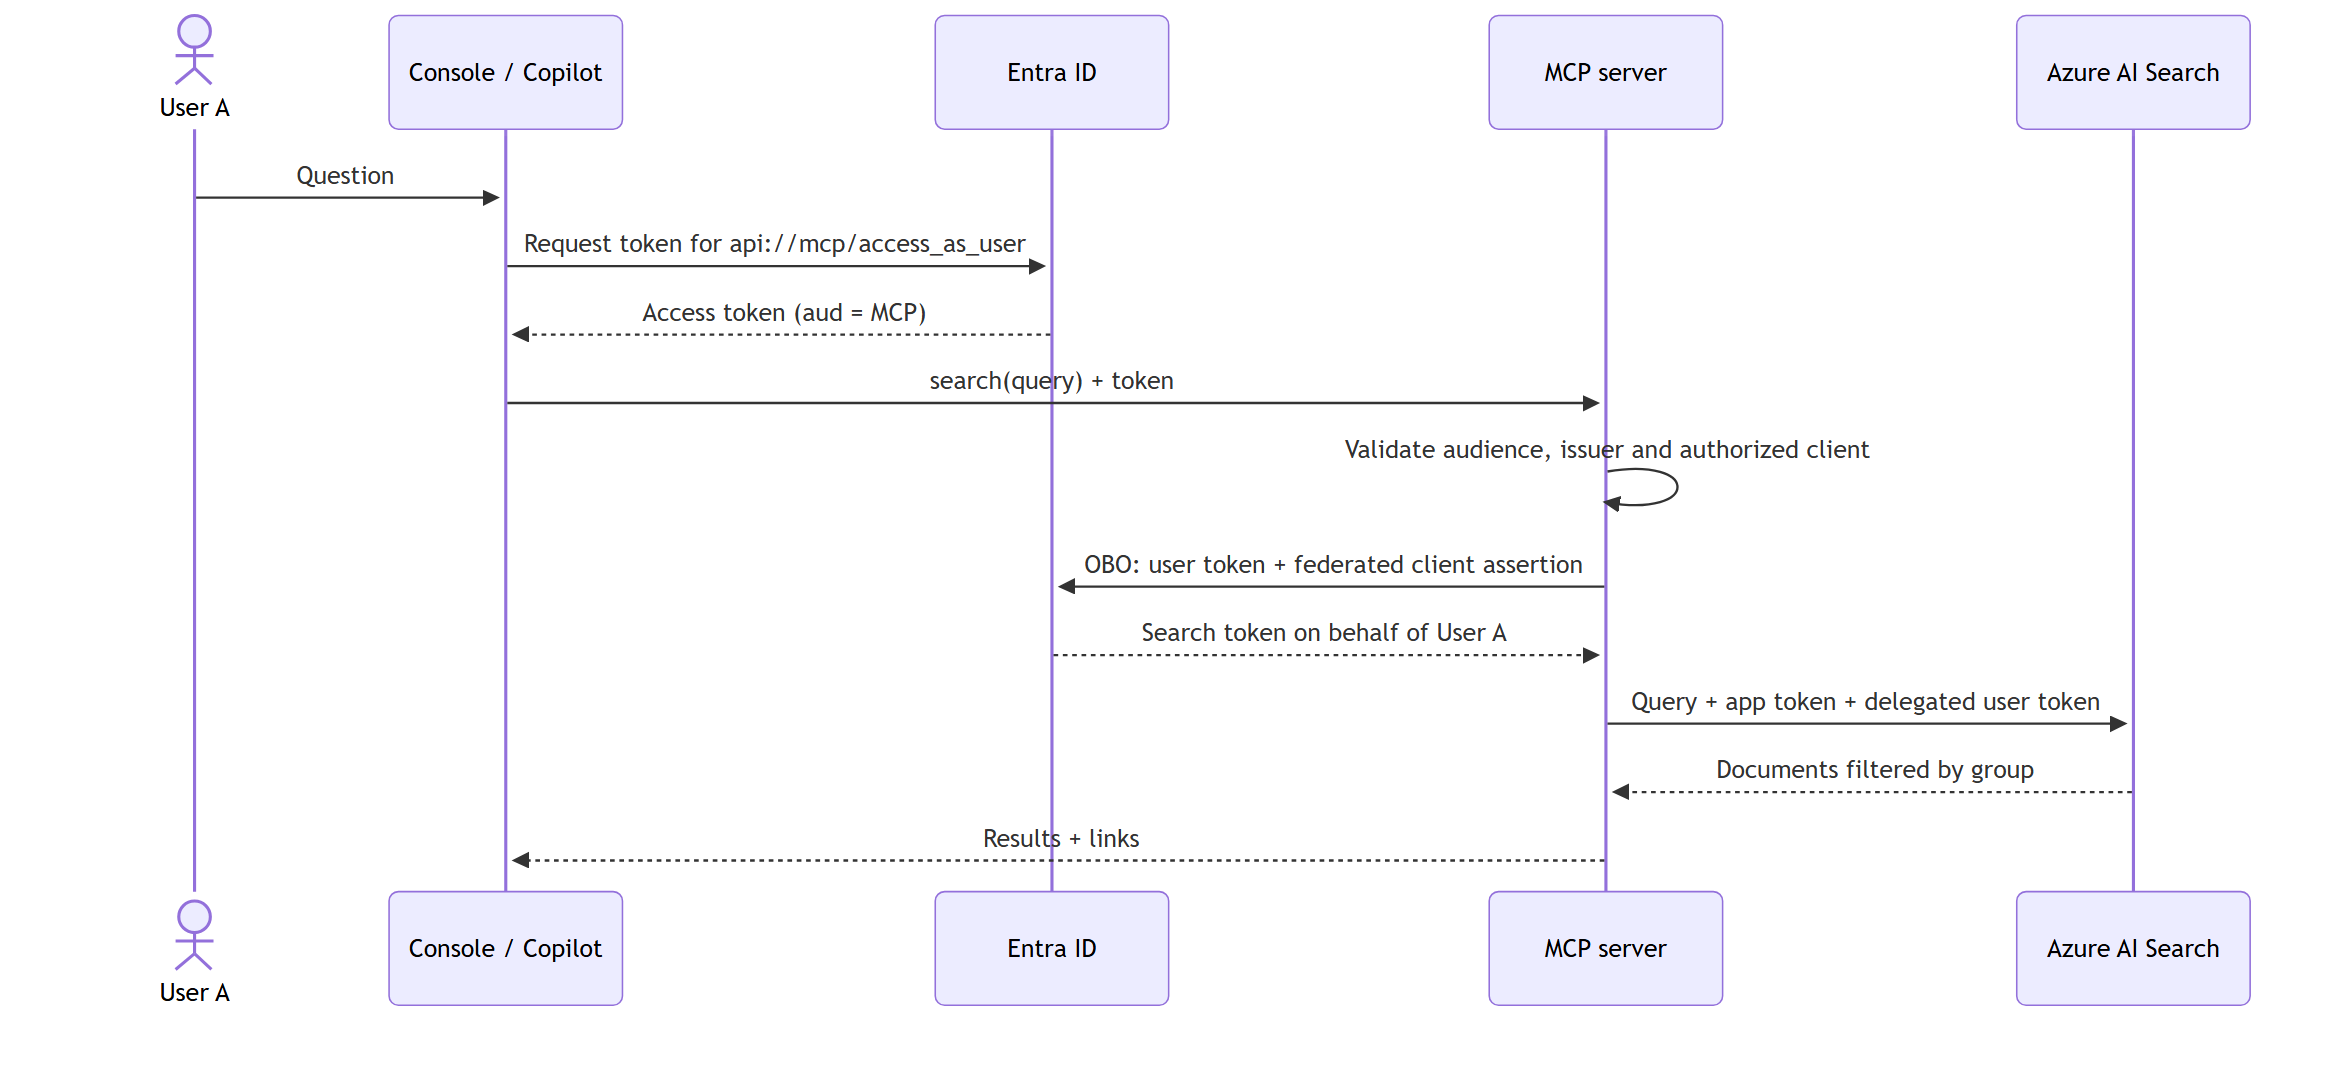 User A
Console / Copilot
Entra ID
MCP server
Azure AI Search
Question
Request token for api://mcp/access_as_user
Access token (aud = MCP)
search(query) + token
Validate audience, issuer and authorized client
OBO: user token + federated client assertion
Search token on behalf of User A
Query + app token + delegated user token
Documents filtered by group
Results + links
User A
Console / Copilot
Entra ID
MCP server
Azure AI Search